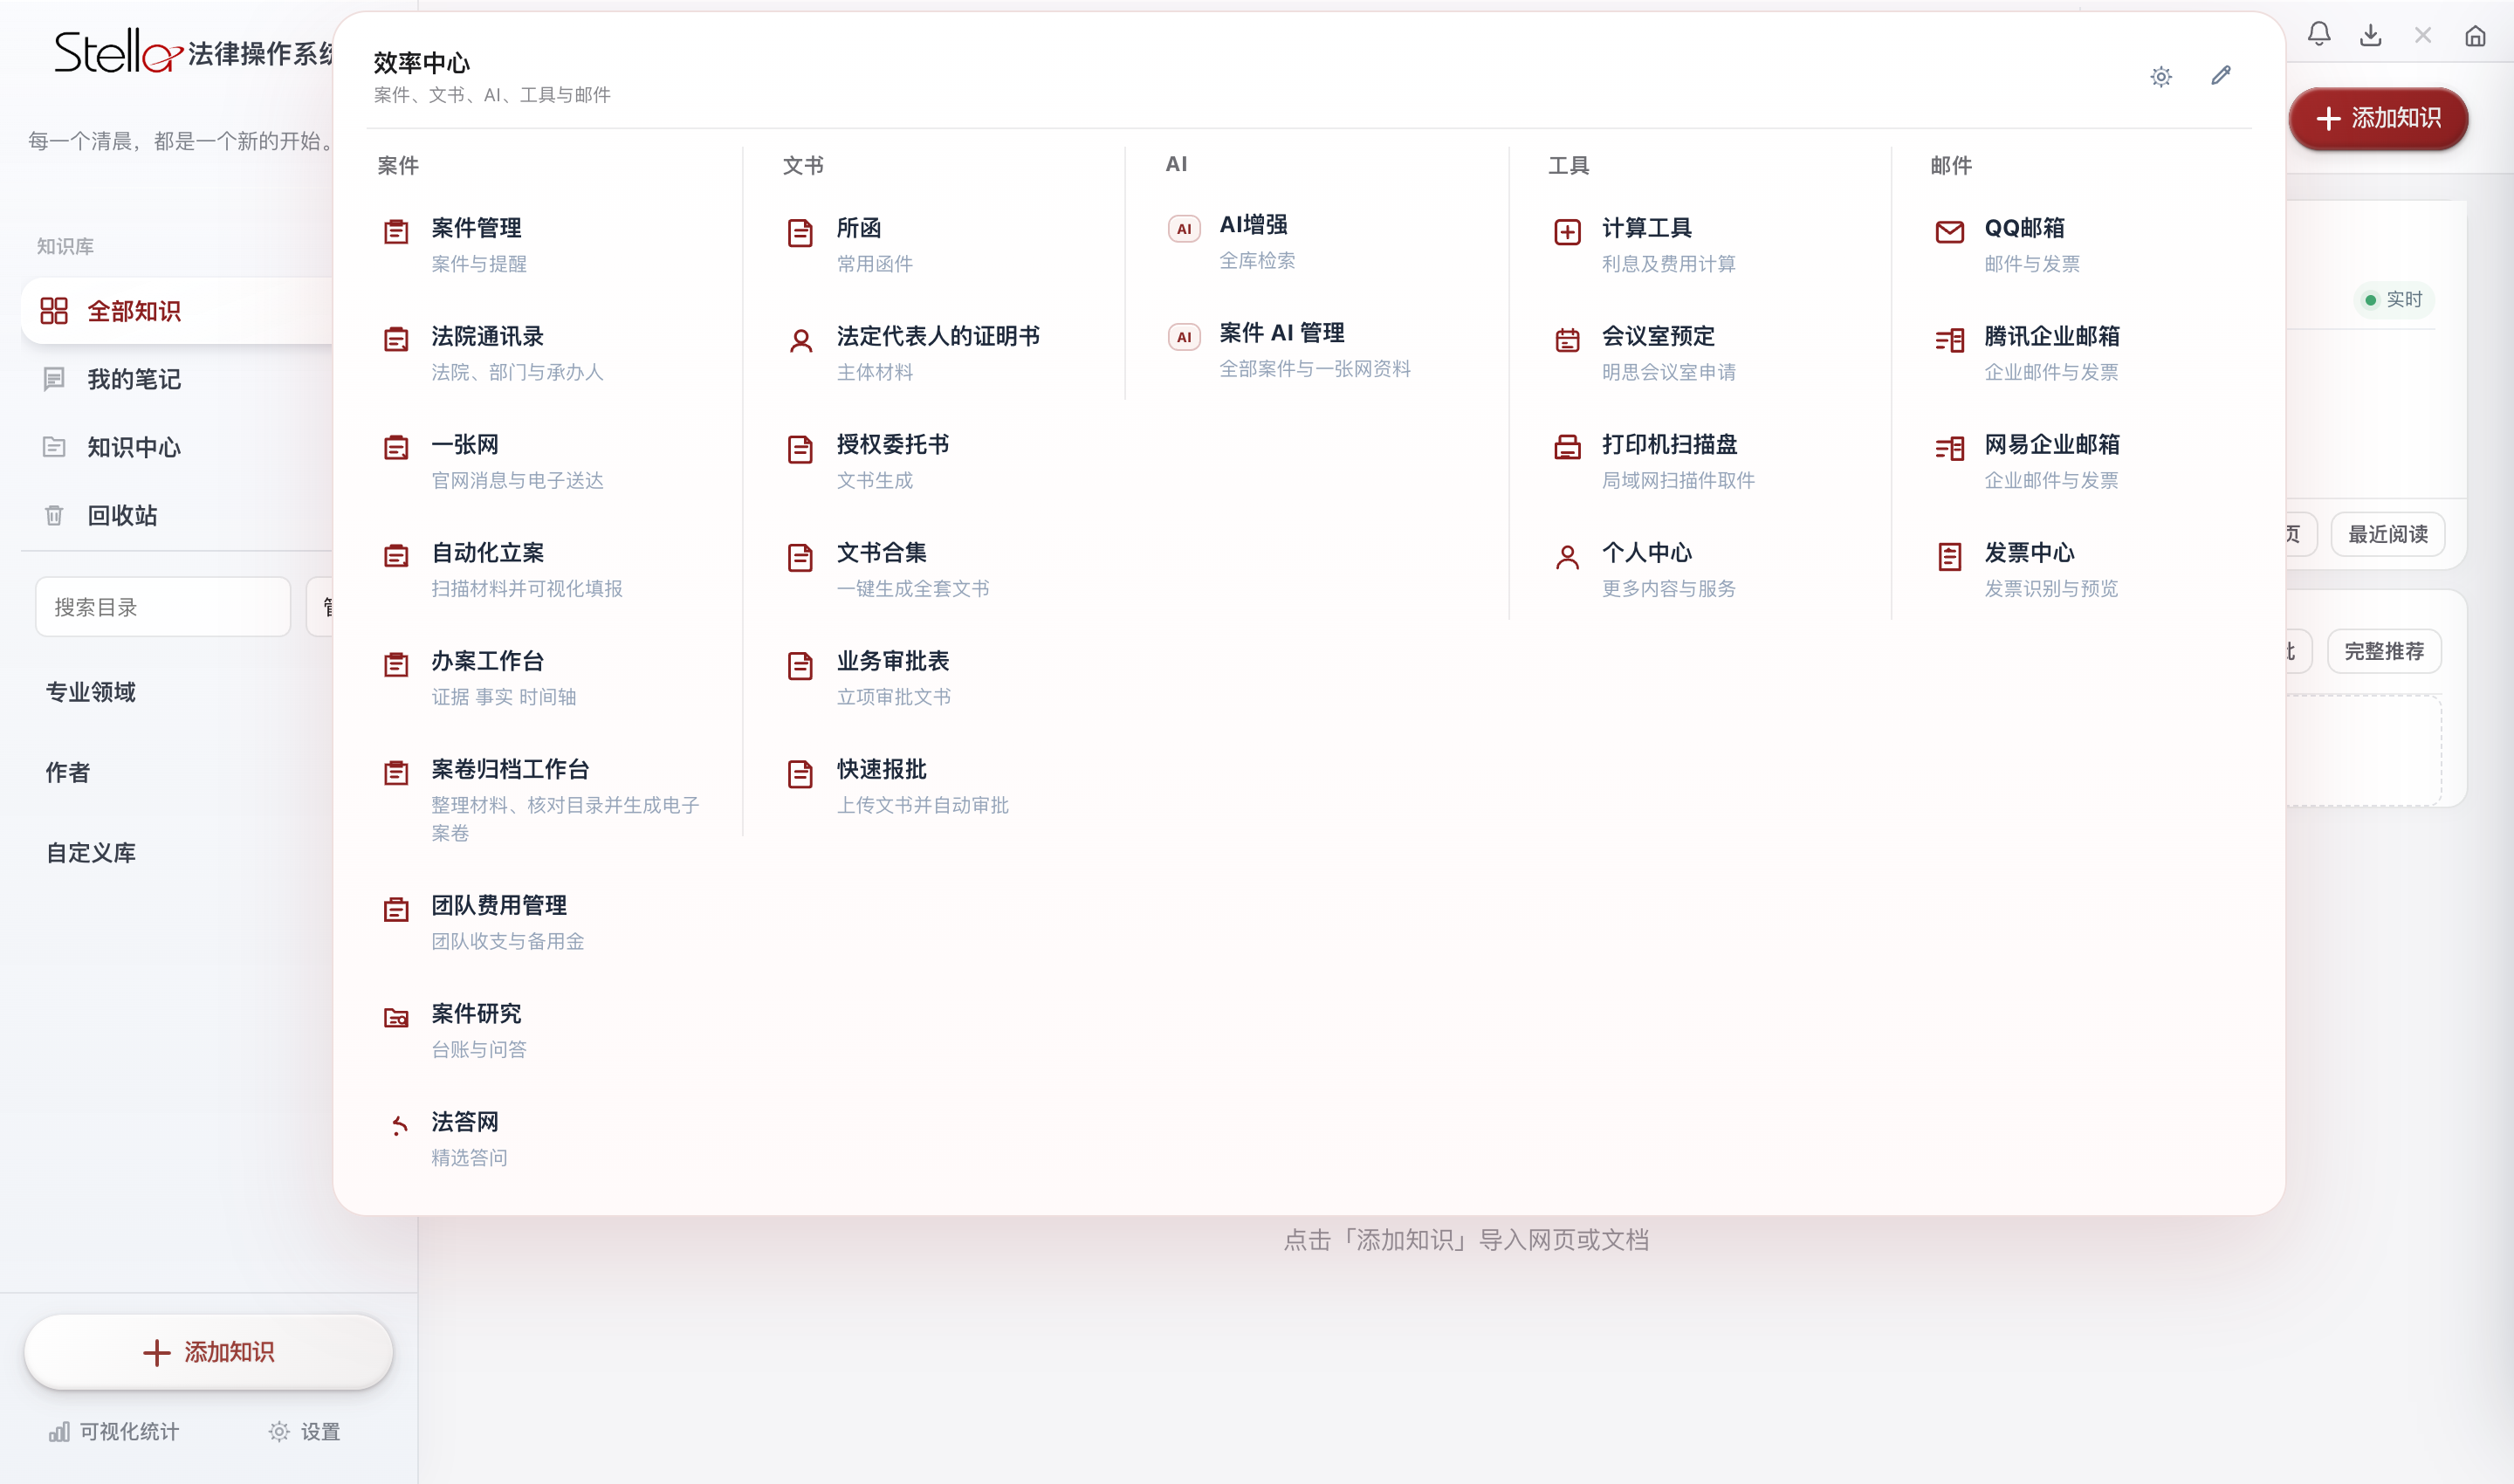 Stella 法律操作系统
每一个清晨，都是一个新的开始。
知识库
全部知识
我的笔记
知识中心
回收站
搜索目录
专业领域
作者
自定义库
添加知识
可视化统计
设置
效率中心
案件、文书、AI、工具与邮件
案件
案件管理
案件与提醒
法院通讯录
法院、部门与承办人
一张网
官网消息与电子送达
自动化立案
扫描材料并可视化填报
办案工作台
证据 事实 时间轴
案卷归档工作台
整理材料、核对目录并生成电子
案卷
团队费用管理
团队收支与备用金
案件研究
台账与问答
法答网
精选答问
文书
所函
常用函件
法定代表人的证明书
主体材料
授权委托书
文书生成
文书合集
一键生成全套文书
业务审批表
立项审批文书
快速报批
上传文书并自动审批
AI
AI AI增强
全库检索
AI 案件 AI 管理
全部案件与一张网资料
工具
计算工具
利息及费用计算
会议室预定
明思会议室申请
打印机扫描盘
局域网扫描件取件
个人中心
更多内容与服务
邮件
QQ邮箱
邮件与发票
腾讯企业邮箱
企业邮件与发票
网易企业邮箱
企业邮件与发票
发票中心
发票识别与预览
添加知识
实时
页
最近阅读
完整推荐
点击「添加知识」导入网页或文档